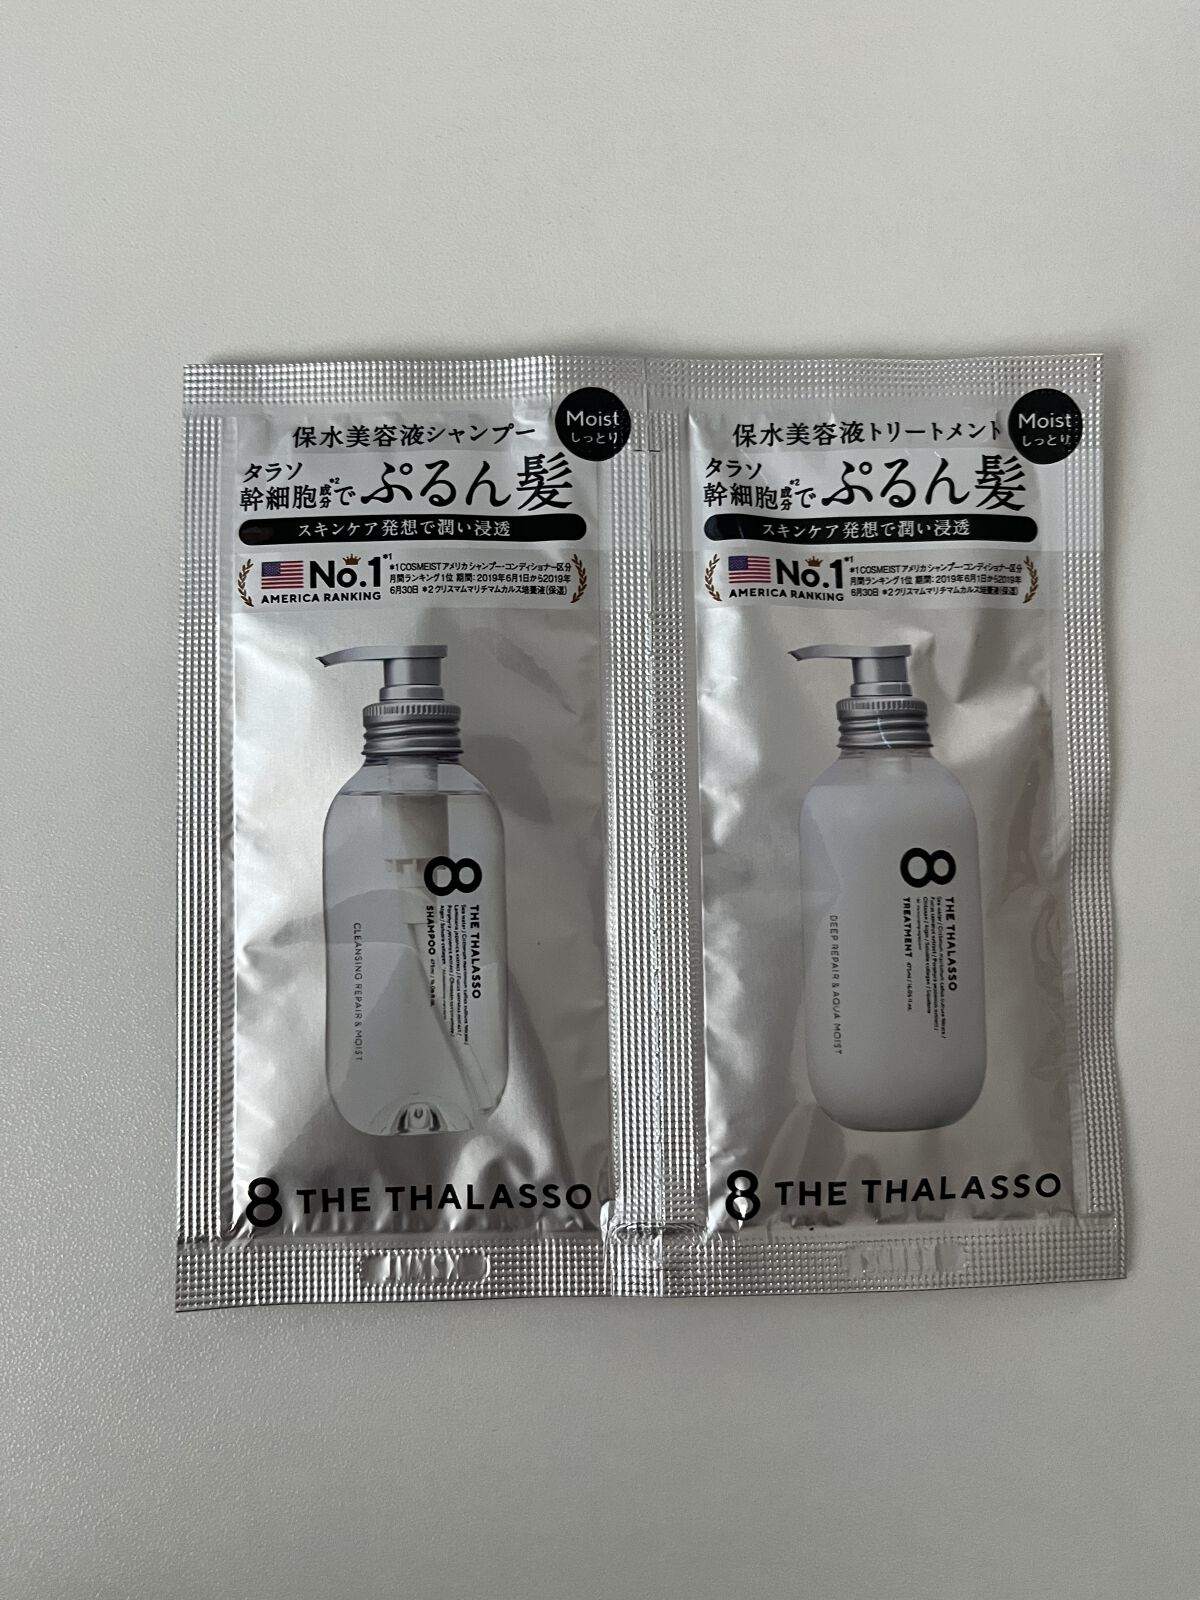 保水美容液シャンプー
Moist
しっとり
タラソ
幹細胞成分*2で ぷるん髪
スキンケア発想で潤い浸透
No.1*1
AMERICA RANKING
*1 COSMEIST アメリカ シャンプー・コンディショナー区分
月間ランキング1位 期間：2019年6月1日から2019年
6月30日 *2 クリスマムマリチマムカルス培養液(保湿)
8
THE THALASSO
SHAMPOO
CLEANSING REPAIR & MOIST
8 THE THALASSO
保水美容液トリートメント
Moist
しっとり
タラソ
幹細胞成分*2で ぷるん髪
スキンケア発想で潤い浸透
No.1*1
AMERICA RANKING
*1 COSMEIST アメリカ シャンプー・コンディショナー区分
月間ランキング1位 期間：2019年6月1日から2019年
6月30日 *2 クリスマムマリチマムカルス培養液(保湿)
8
THE THALASSO
TREATMENT
DEEP REPAIR & AQUA MOIST
8 THE THALASSO